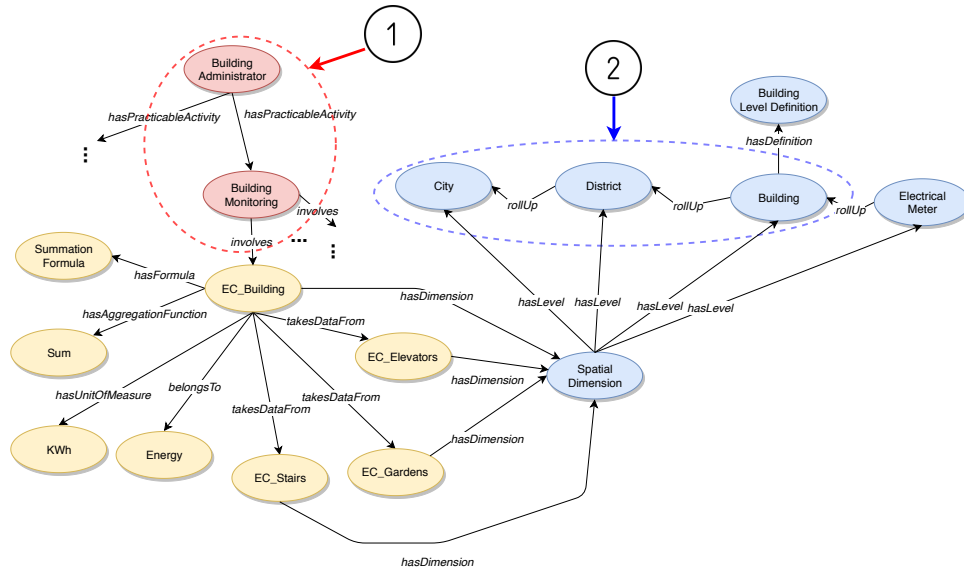 1
2
Building
Administrator
hasPracticableActivity
hasPracticableActivity
...
...
Building
Monitoring
involves
involves
...
...
Building
Level Definition
hasDefinition
City
District
Building
Electrical
Meter
rollUp
rollUp
rollUp
Summation
Formula
hasFormula
EC_Building
hasDimension
hasLevel
hasLevel
hasLevel
hasLevel
hasAggregationFunction
takesDataFrom
Sum
EC_Elevators
Spatial
Dimension
hasDimension
hasUnitOfMeasure
belongsTo
takesDataFrom
takesDataFrom
hasDimension
KWh
Energy
EC_Stairs
EC_Gardens
hasDimension